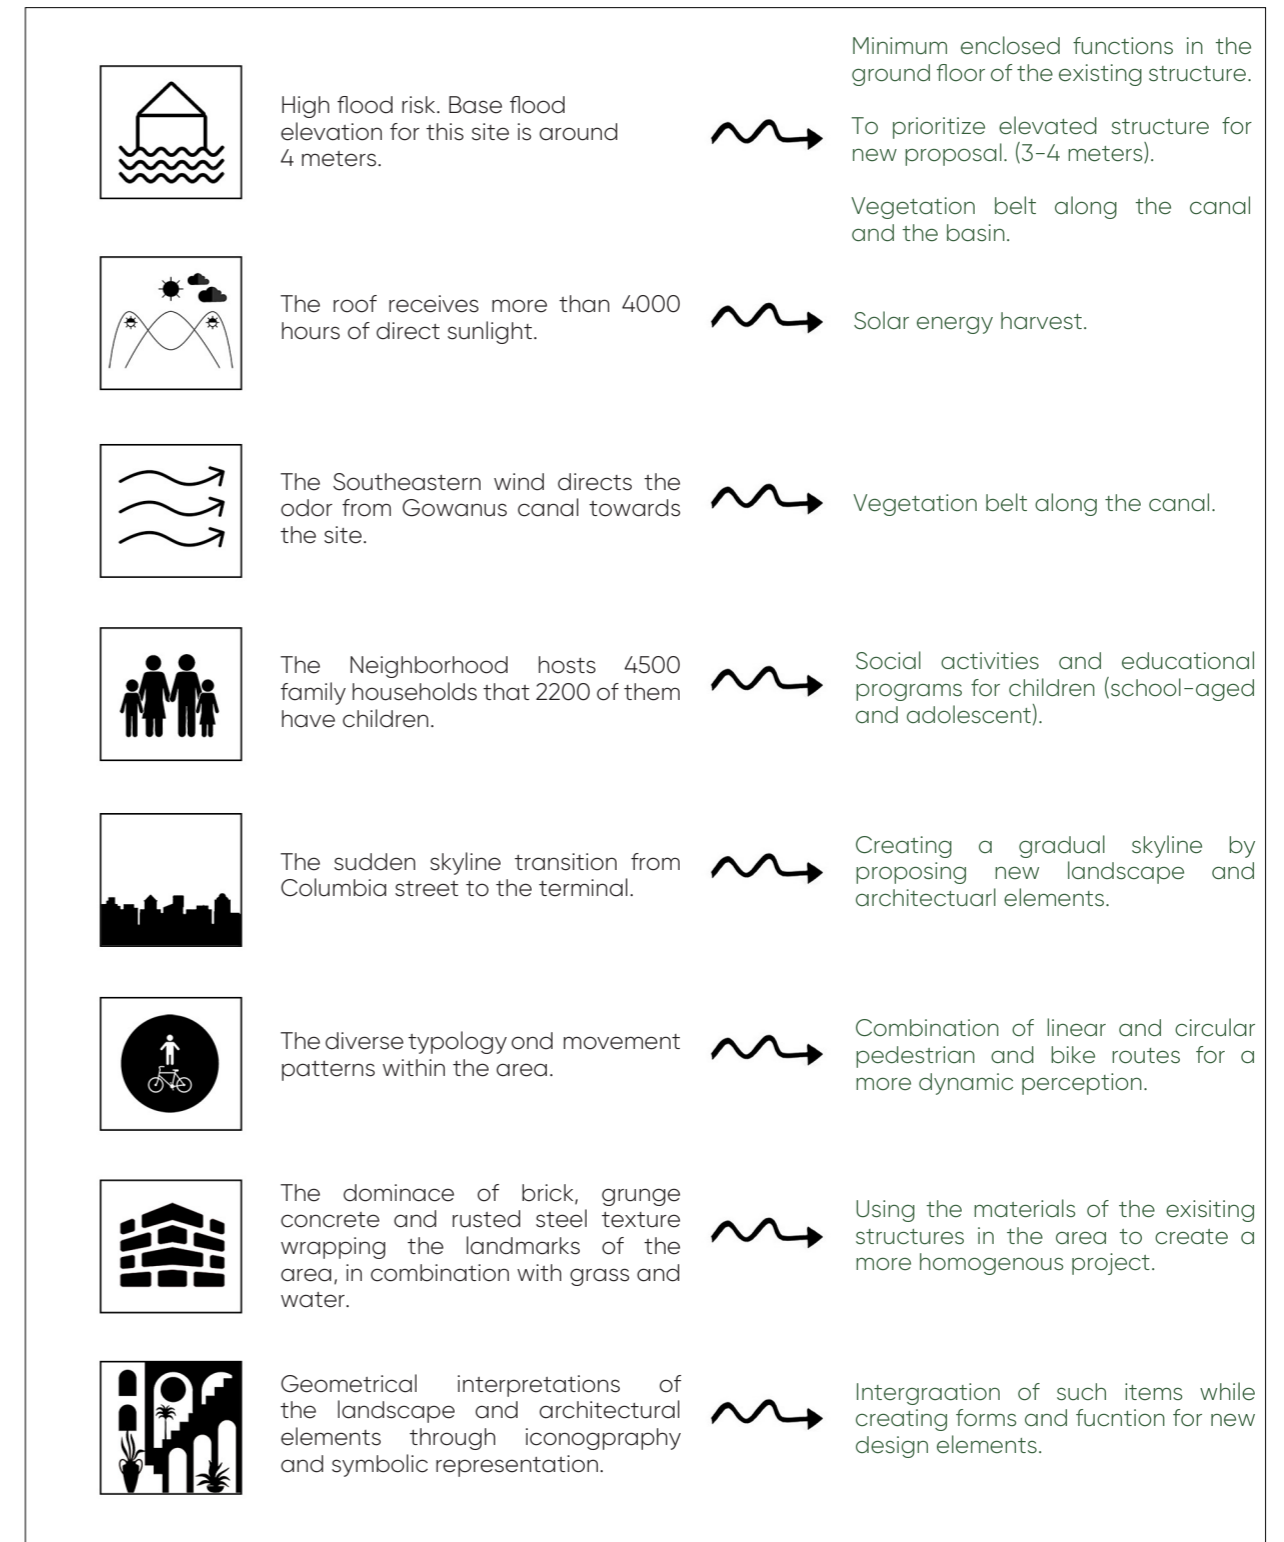 High flood risk. Base flood
elevation for this site is around
4 meters.
Minimum enclosed functions in the
ground floor of the existing structure.
To prioritize elevated structure for
new proposal. (3-4 meters).
Vegetation belt along the canal
and the basin.
The roof receives more than 4000
hours of direct sunlight.
Solar energy harvest.
The Southeastern wind directs the
odor from Gowanus canal towards
the site.
Vegetation belt along the canal.
The Neighborhood hosts 4500
family households that 2200 of them
have children.
Social activities and educational
programs for children (school-aged
and adolescent).
The sudden skyline transition from
Columbia street to the terminal.
Creating a gradual skyline by
proposing new landscape and
architectuarl elements.
The diverse typology ond movement
patterns within the area.
Combination of linear and circular
pedestrian and bike routes for a
more dynamic perception.
The dominace of brick, grunge
concrete and rusted steel texture
wrapping the landmarks of the
area, in combination with grass and
water.
Using the materials of the exisiting
structures in the area to create a
more homogenous project.
Geometrical interpretations of
the landscape and architectural
elements through iconogpraphy
and symbolic representation.
Intergraation of such items while
creating forms and fucntion for new
design elements.